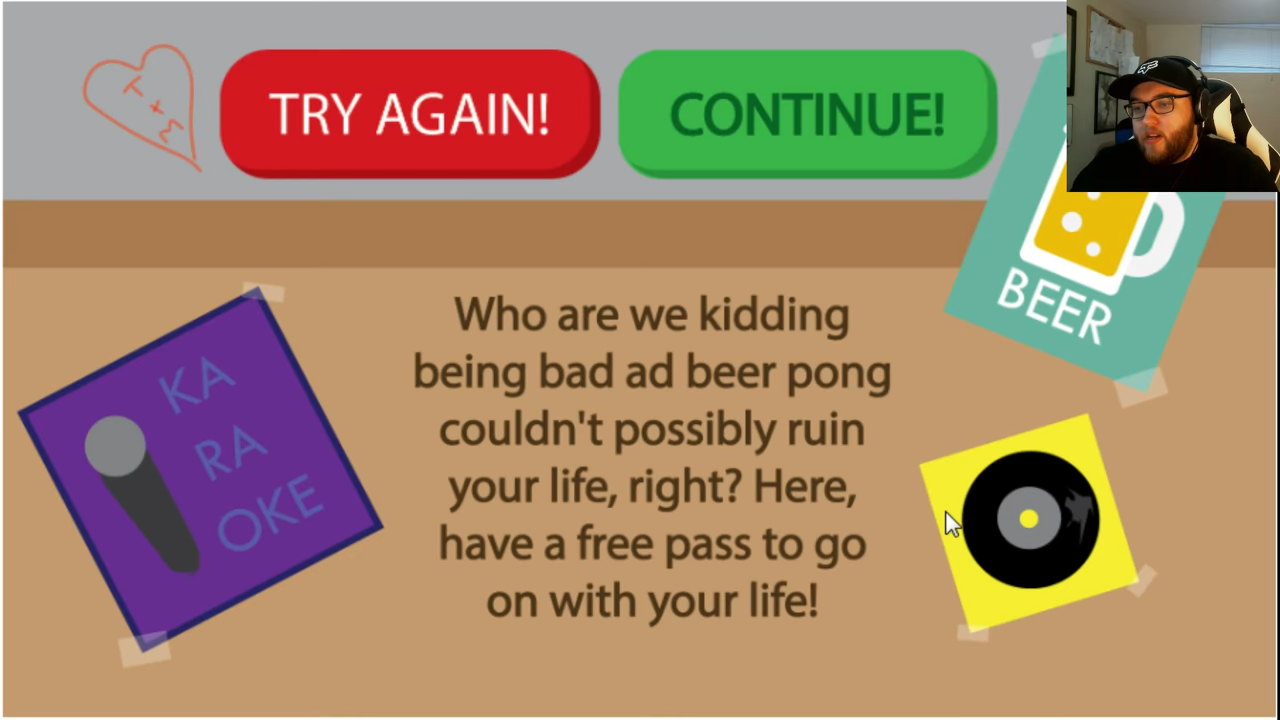 T + Σ
TRY AGAIN!
CONTINUE!
BEER
KA
RA
OKE
Who are we kidding
being bad ad beer pong
couldn't possibly ruin
your life, right? Here,
have a free pass to go
on with your life!